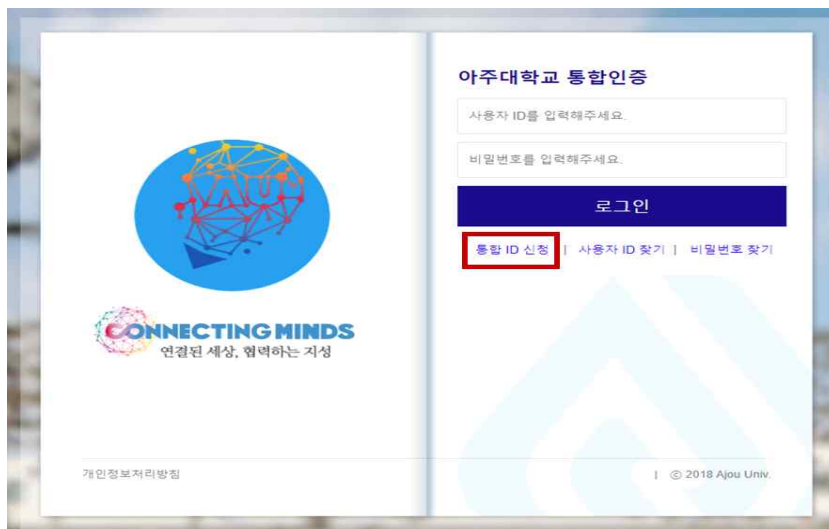 아주대학교 통합인증
사용자 ID를 입력해주세요.
비밀번호를 입력해주세요.
로그인
통합 ID 신청 | 사용자 ID 찾기 | 비밀번호 찾기
AJOU
CONNECTING MINDS
연결된 세상, 협력하는 지성
개인정보처리방침
| © 2018 Ajou Univ.